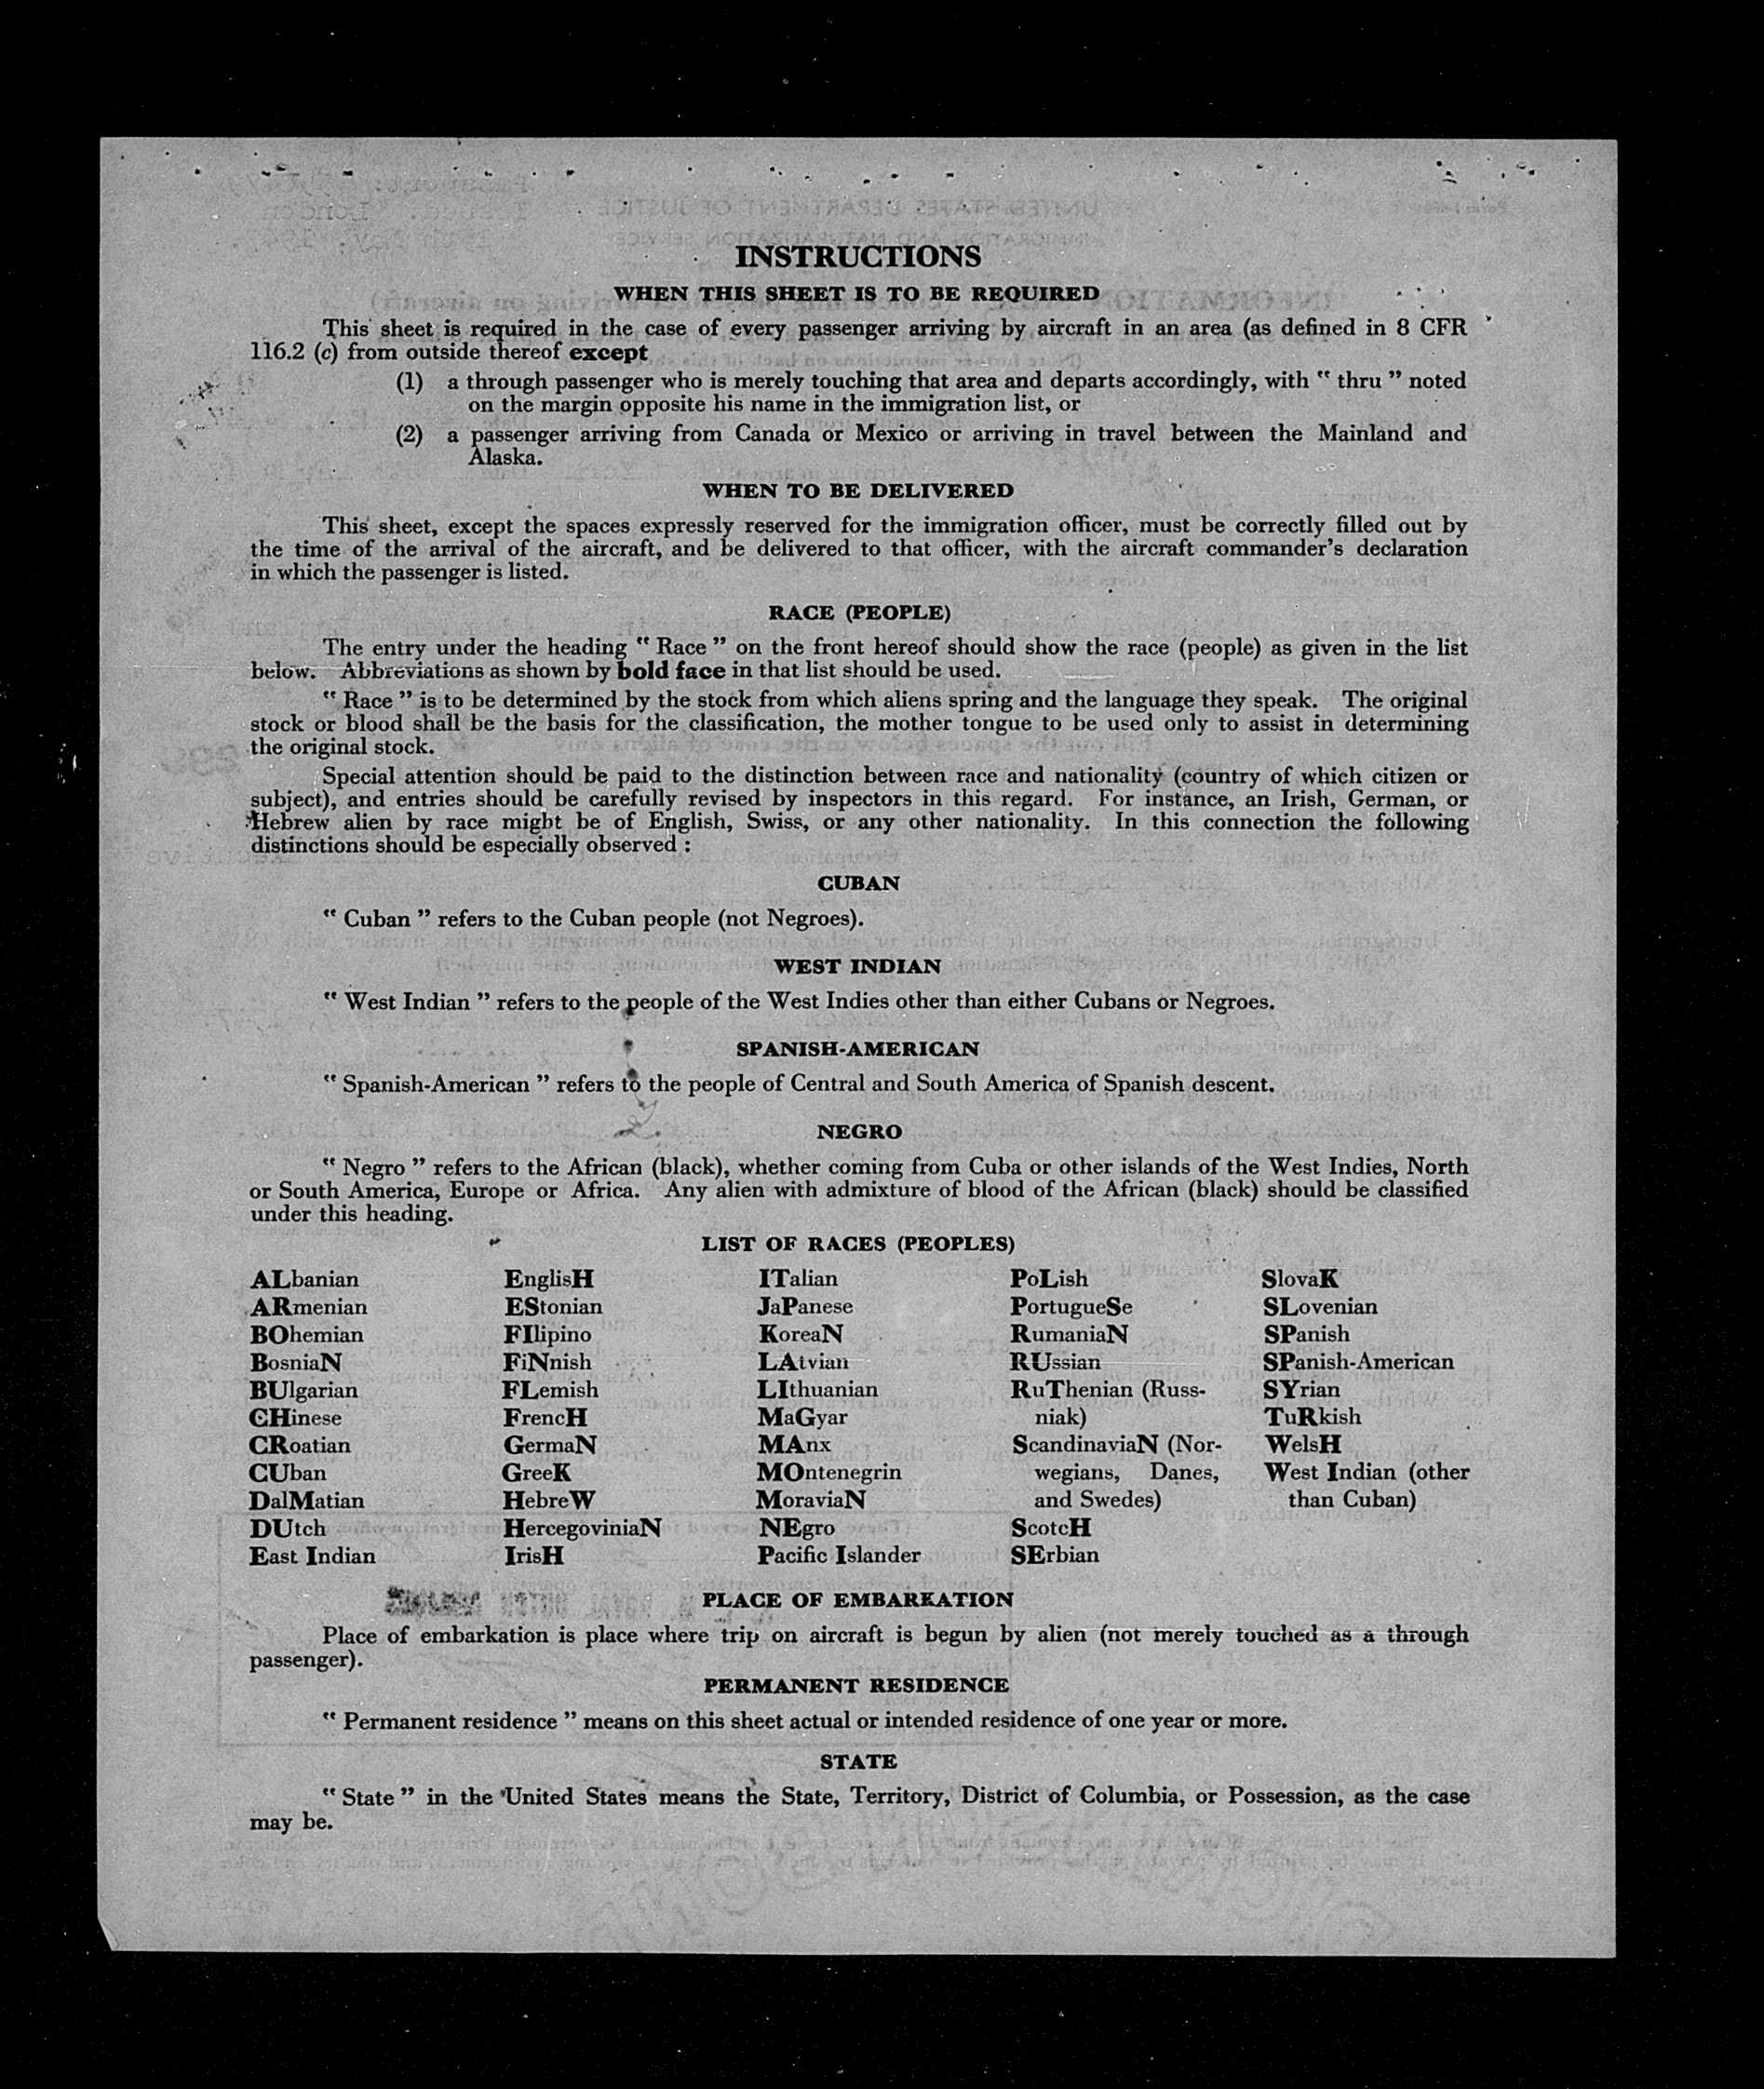 INSTRUCTIONS
WHEN THIS SHEET IS TO BE REQUIRED
This sheet is required in the case of every passenger arriving by aircraft in an area (as defined in 8 CFR
116.2 (c) from outside thereof except
(1) a through passenger who is merely touching that area and departs accordingly, with " thru " noted
on the margin opposite his name in the immigration list, or
(2) a passenger arriving from Canada or Mexico or arriving in travel between the Mainland and
Alaska.
WHEN TO BE DELIVERED
This sheet, except the spaces expressly reserved for the immigration officer, must be correctly filled out by
the time of the arrival of the aircraft, and be delivered to that officer, with the aircraft commander's declaration
in which the passenger is listed.
RACE (PEOPLE)
The entry under the heading " Race " on the front hereof should show the race (people) as given in the list
below. Abbreviations as shown by bold face in that list should be used.
" Race " is to be determined by the stock from which aliens spring and the language they speak. The original
stock or blood shall be the basis for the classification, the mother tongue to be used only to assist in determining
the original stock.
Special attention should be paid to the distinction between race and nationality (country of which citizen or
subject), and entries should be carefully revised by inspectors in this regard. For instance, an Irish, German, or
Hebrew alien by race might be of English, Swiss, or any other nationality. In this connection the following
distinctions should be especially observed :
CUBAN
" Cuban " refers to the Cuban people (not Negroes).
WEST INDIAN
" West Indian " refers to the people of the West Indies other than either Cubans or Negroes.
SPANISH-AMERICAN
" Spanish-American " refers to the people of Central and South America of Spanish descent.
NEGRO
" Negro " refers to the African (black), whether coming from Cuba or other islands of the West Indies, North
or South America, Europe or Africa. Any alien with admixture of blood of the African (black) should be classified
under this heading.
LIST OF RACES (PEOPLES)
ALbanian
ARmenian
BOhemian
BosniaN
BUlgarian
CHinese
CRoatian
CUban
DalMatian
DUtch
East Indian
EnglisH
EStonian
FIlipino
FiNnish
FLemish
FrencH
GermaN
GreeK
HebreW
HercegoviniaN
IrisH
ITalian
JaPanese
KoreaN
LAtvian
LIthuanian
MaGyar
MAnx
MOntenegrin
MoraviaN
NEgro
Pacific Islander
PoLish
PortugueSe
RumaniaN
RUssian
RuThenian (Russ-
niak)
ScandinaviaN (Nor-
wegians, Danes,
and Swedes)
ScotcH
SErbian
SlovaK
SLovenian
SPanish
SPanish-American
SYrian
TuRkish
WelsH
West Indian (other
than Cuban)
PLACE OF EMBARKATION
Place of embarkation is place where trip on aircraft is begun by alien (not merely touched as a through
passenger).
PERMANENT RESIDENCE
" Permanent residence " means on this sheet actual or intended residence of one year or more.
STATE
" State " in the United States means the State, Territory, District of Columbia, or Possession, as the case
may be.